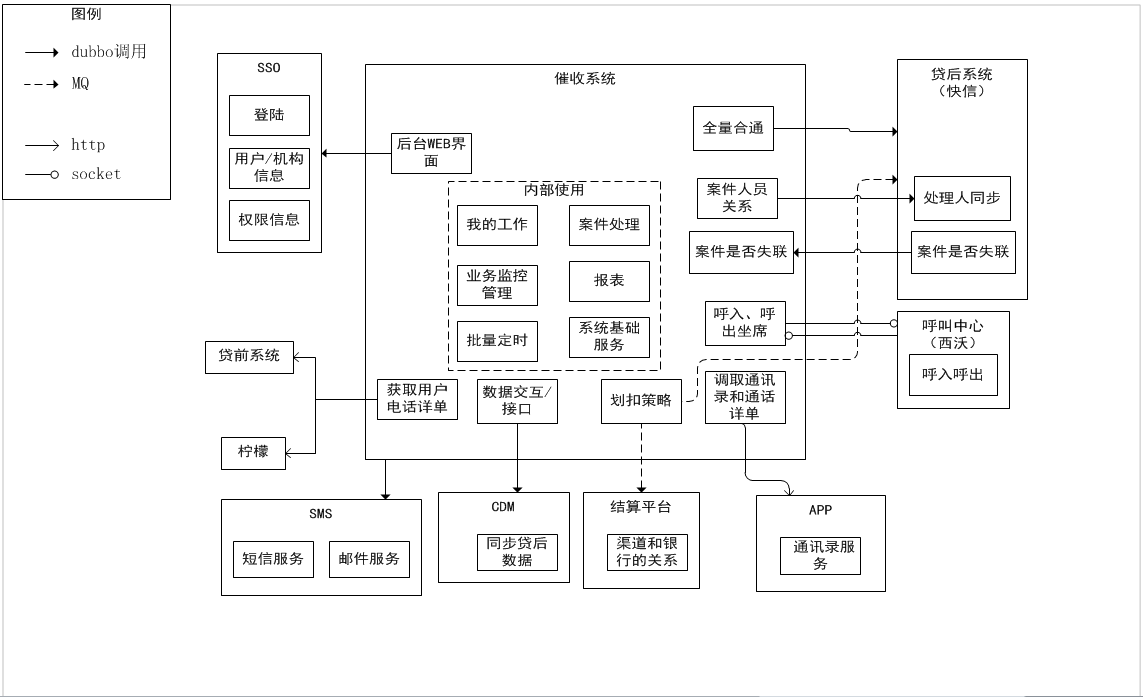 图例
dubbo调用
MQ
http
socket
SSO
登陆
用户/机构
信息
权限信息
催收系统
后台WEB界
面
内部使用
我的工作
案件处理
业务监控
管理
报表
批量定时
系统基础
服务
全量合通
案件人员
关系
案件是否失联
呼入、呼
出坐席
获取用户
电话详单
数据交互/
接口
划扣策略
调取通讯
录和通话
详单
贷后系统
（快信）
处理人同步
案件是否失联
呼叫中心
（西沃）
呼入呼出
贷前系统
柠檬
SMS
短信服务
邮件服务
CDM
同步贷后
数据
结算平台
渠道和银
行的关系
APP
通讯录服
务